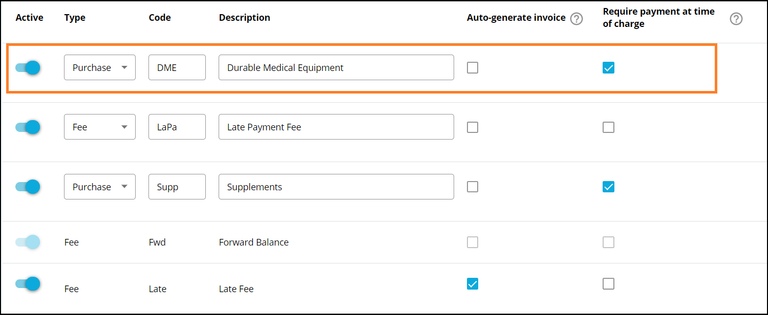 Active Type Code Description Auto-generate invoice ? Require payment at time of charge ?
Purchase DME Durable Medical Equipment
Fee LaPa Late Payment Fee
Purchase Supp Supplements
Fee Fwd Forward Balance
Fee Late Late Fee